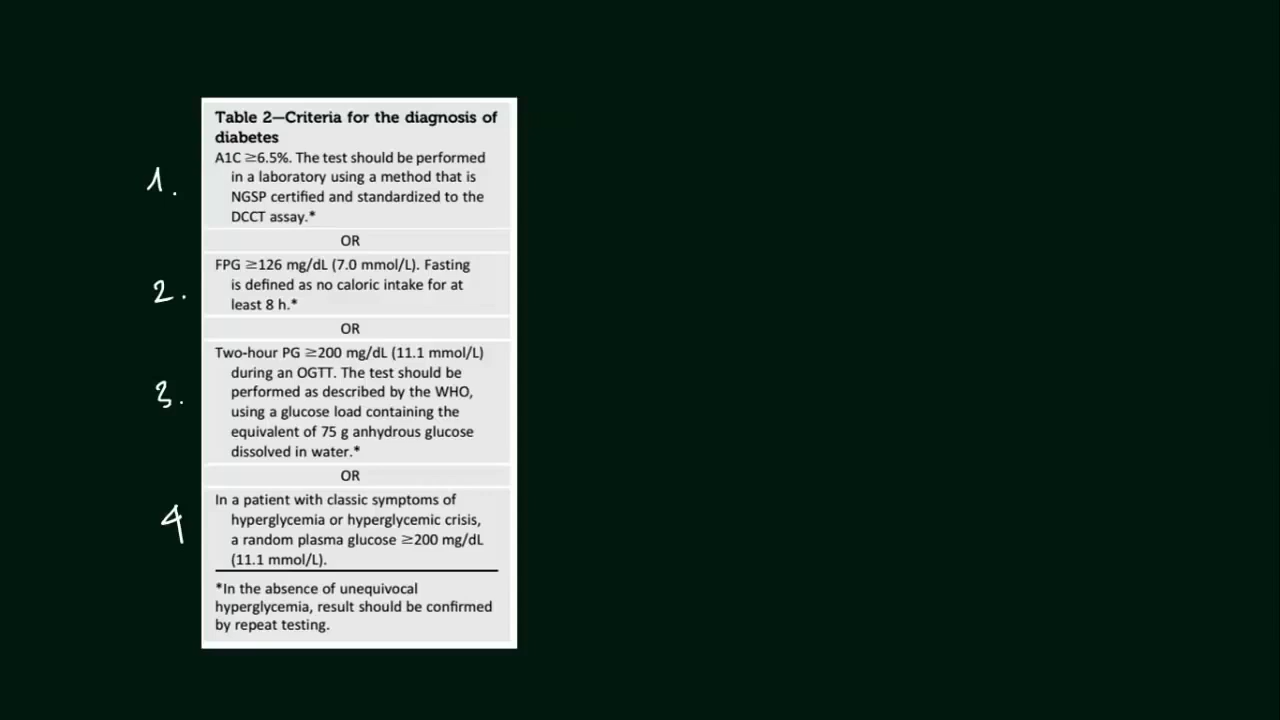 Table 2—Criteria for the diagnosis of
diabetes
1.
A1C ≥6.5%. The test should be performed
in a laboratory using a method that is
NGSP certified and standardized to the
DCCT assay.*
OR
2.
FPG ≥126 mg/dL (7.0 mmol/L). Fasting
is defined as no caloric intake for at
least 8 h.*
OR
3.
Two-hour PG ≥200 mg/dL (11.1 mmol/L)
during an OGTT. The test should be
performed as described by the WHO,
using a glucose load containing the
equivalent of 75 g anhydrous glucose
dissolved in water.*
OR
4
In a patient with classic symptoms of
hyperglycemia or hyperglycemic crisis,
a random plasma glucose ≥200 mg/dL
(11.1 mmol/L).
*In the absence of unequivocal
hyperglycemia, result should be confirmed
by repeat testing.